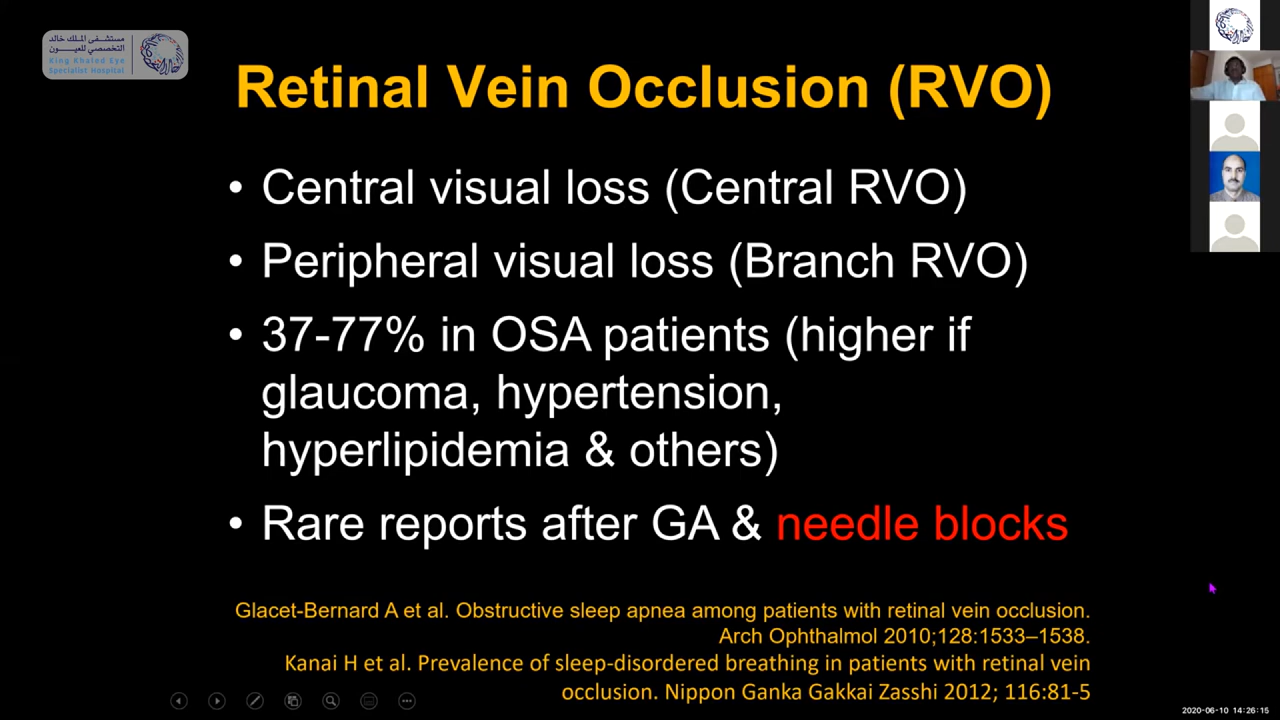 مستشفى الملك خالد
التخصصي للعيــــون
King Khaled Eye
Specialist Hospital
Retinal Vein Occlusion (RVO)
• Central visual loss (Central RVO)
• Peripheral visual loss (Branch RVO)
• 37-77% in OSA patients (higher if
glaucoma, hypertension,
hyperlipidemia & others)
• Rare reports after GA & needle blocks
Glacet-Bernard A et al. Obstructive sleep apnea among patients with retinal vein occlusion.
Arch Ophthalmol 2010;128:1533–1538.
Kanai H et al. Prevalence of sleep-disordered breathing in patients with retinal vein
occlusion. Nippon Ganka Gakkai Zasshi 2012; 116:81-5
2020-06-10 14:26:15